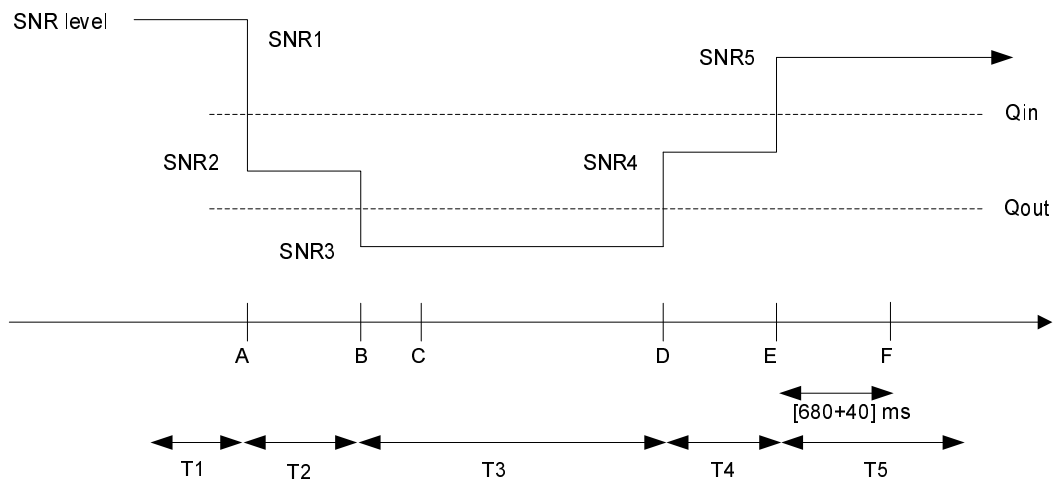 SNR level
SNR1
SNR5
Qin
SNR2
SNR4
Qout
SNR3
A
B
C
D
E
F
[680+40] ms
T1
T2
T3
T4
T5